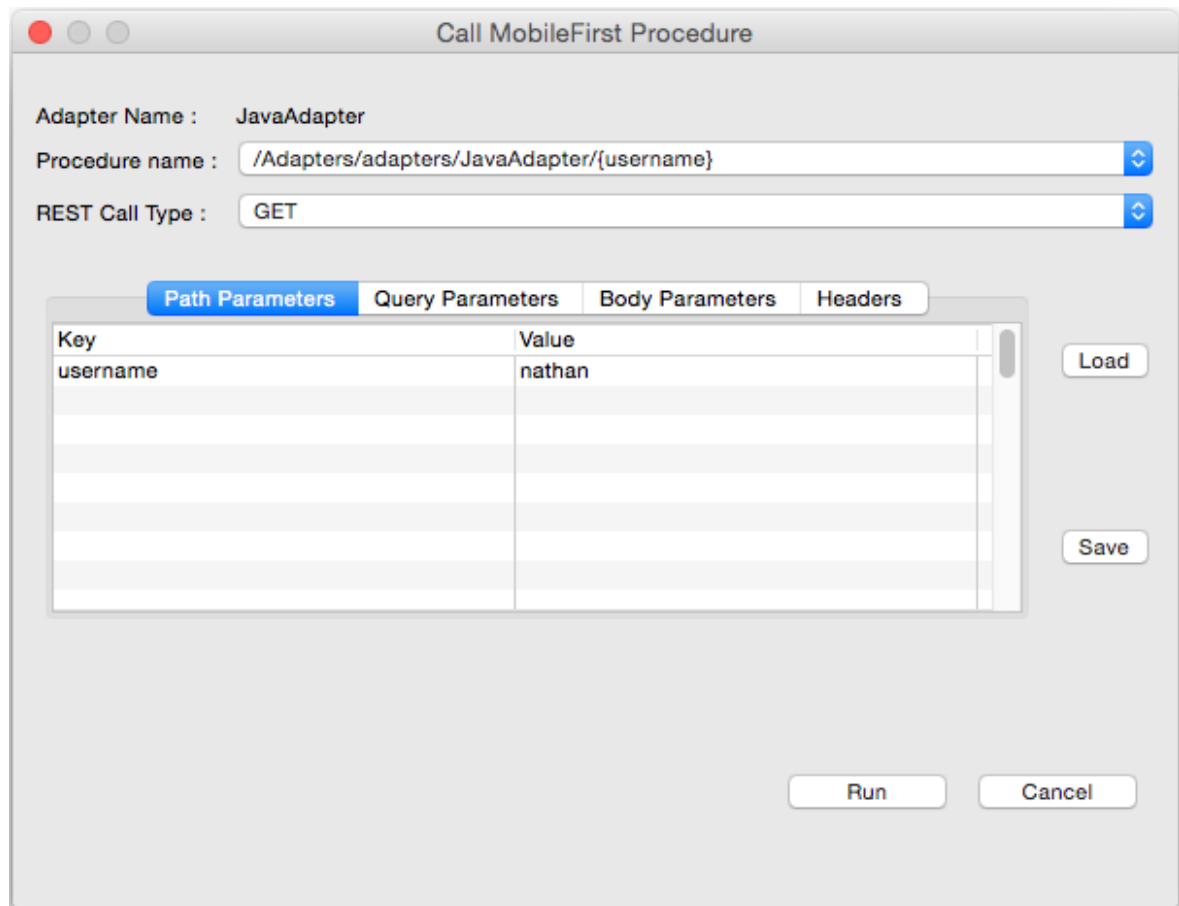 Call MobileFirst Procedure
Adapter Name : JavaAdapter
Procedure name : /Adapters/adapters/JavaAdapter/{username}
REST Call Type : GET
Path Parameters Query Parameters Body Parameters Headers
Key Value
username nathan
Load
Save
Run Cancel